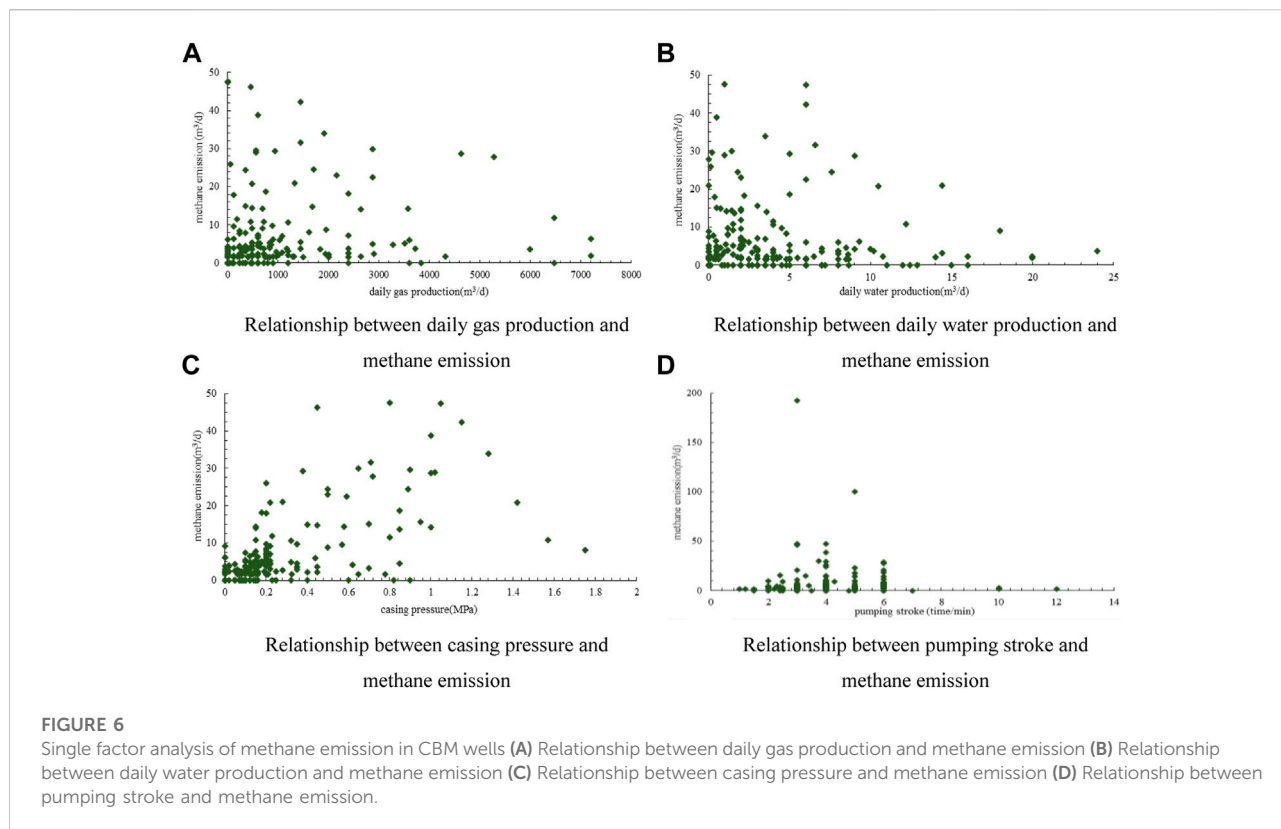 A
B
50
40
30
20
10
0
methane emission(m³/d)
0 1000 2000 3000 4000 5000 6000 7000 8000
daily gas production(m³/d)
50
40
30
20
10
0
methane emission(m³/d)
0 5 10 15 20 25
daily water production(m³/d)
Relationship between daily gas production and
methane emission
Relationship between daily water production and
methane emission
C
D
50
40
30
20
10
0
methane emission(m³/d)
0 0.2 0.4 0.6 0.8 1 1.2 1.4 1.6 1.8 2
casing pressure(MPa)
200
150
100
50
0
methane emission(m³/d)
0 2 4 6 8 10 12 14
pumping stroke (time/min)
Relationship between casing pressure and
methane emission
Relationship between pumping stroke and
methane emission
FIGURE 6
Single factor analysis of methane emission in CBM wells (A) Relationship between daily gas production and methane emission (B) Relationship
between daily water production and methane emission (C) Relationship between casing pressure and methane emission (D) Relationship between
pumping stroke and methane emission.